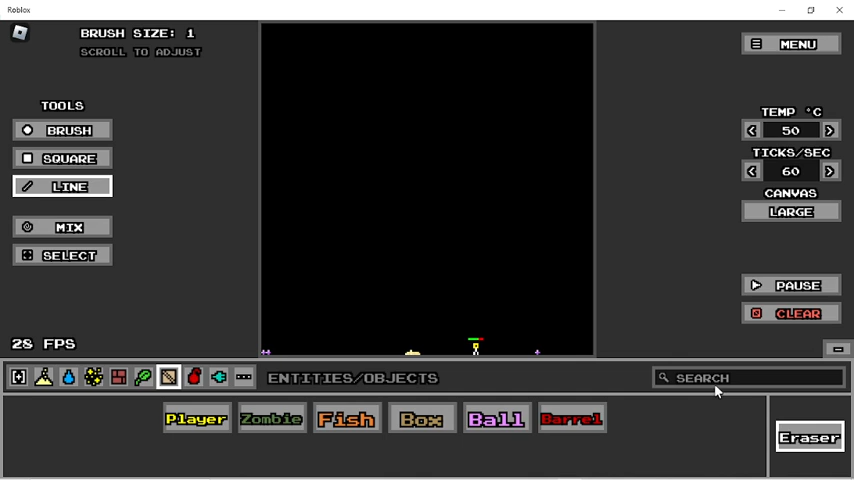 Roblox
BRUSH SIZE: 1
SCROLL TO ADJUST
MENU
TOOLS
BRUSH
SQUARE
LINE
MIX
SELECT
TEMP °C
< 50 >
TICKS/SEC
< 60 >
CANVAS
LARGE
PAUSE
CLEAR
28 FPS
ENTITIES/OBJECTS
SEARCH
Player Zombie Fish Box Ball Barrel
Eraser